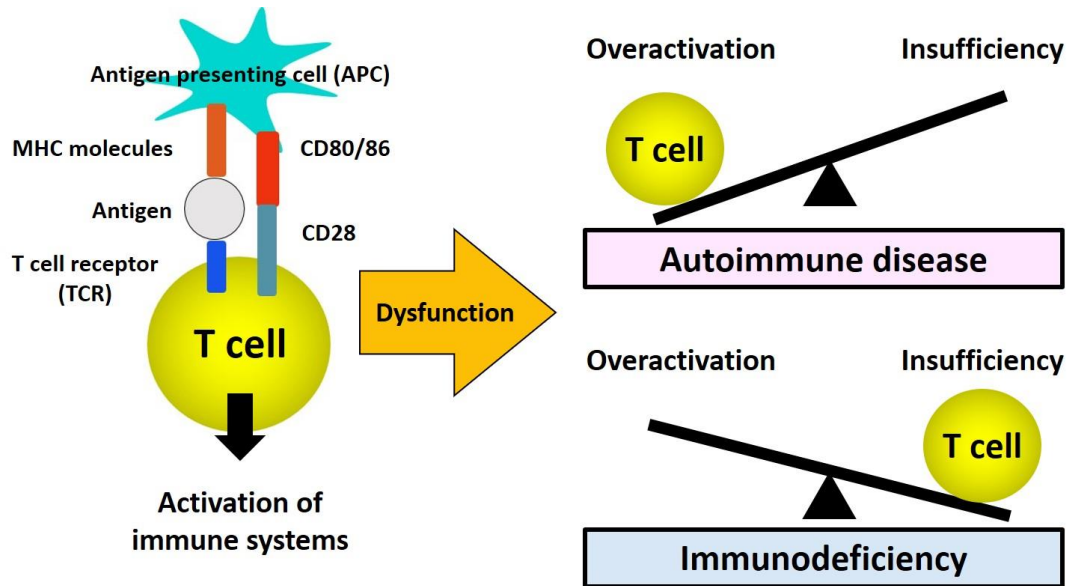 Antigen presenting cell (APC)
MHC molecules
CD80/86
Antigen
CD28
T cell receptor
(TCR)
T cell
Activation of
immune systems
Dysfunction
Overactivation
Insufficiency
T cell
Autoimmune disease
Overactivation
Insufficiency
T cell
Immunodeficiency